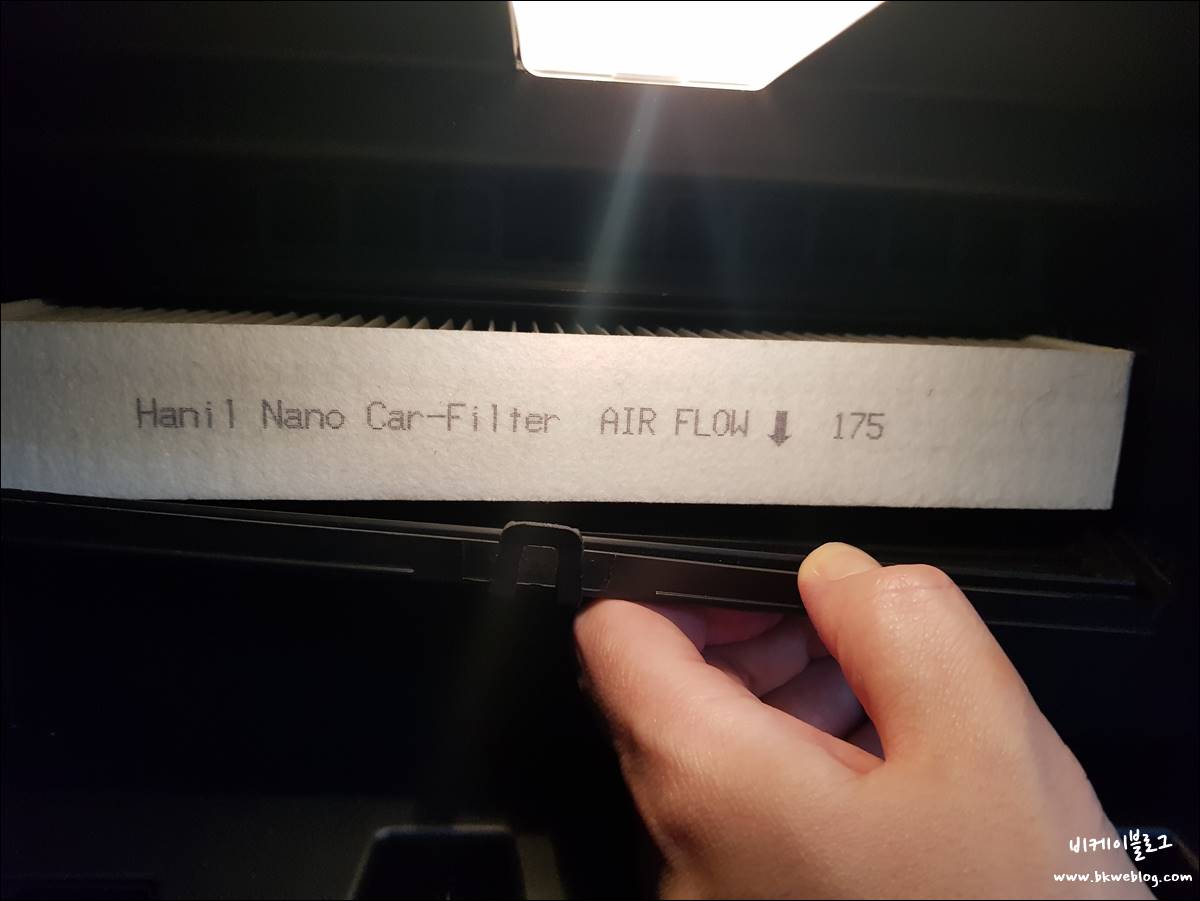 Hanil Nano Car-Filter AIR FLOW ⬇ 175
비케이블로그
www.bkweblog.com